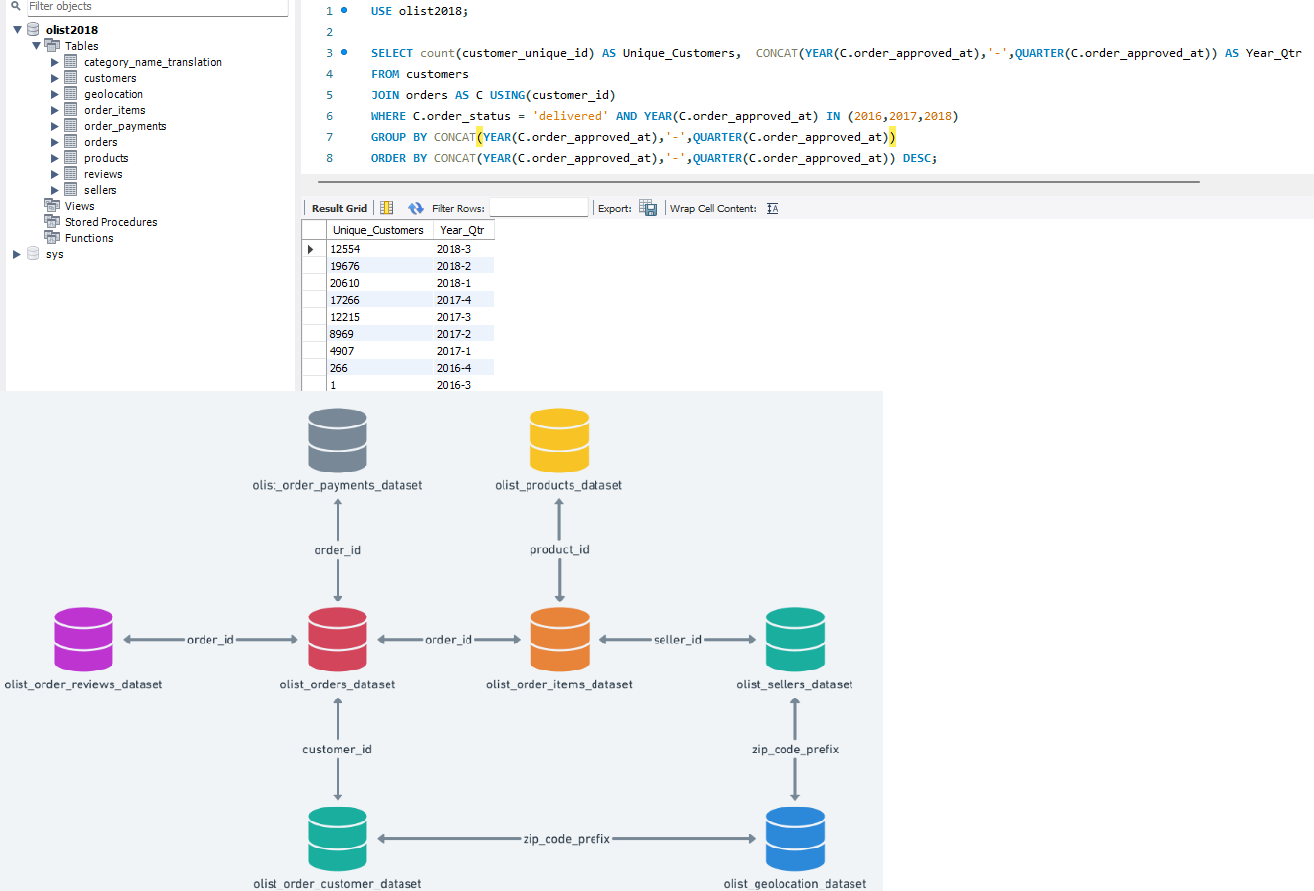 Filter objects
olist2018
Tables
category_name_translation
customers
geolocation
order_items
order_payments
orders
products
reviews
sellers
Views
Stored Procedures
Functions
sys
1 USE olist2018;
2
3 SELECT count(customer_unique_id) AS Unique_Customers, CONCAT(YEAR(C.order_approved_at),'-',QUARTER(C.order_approved_at)) AS Year_Qtr
4 FROM customers
5 JOIN orders AS C USING(customer_id)
6 WHERE C.order_status = 'delivered' AND YEAR(C.order_approved_at) IN (2016,2017,2018)
7 GROUP BY CONCAT(YEAR(C.order_approved_at),'-',QUARTER(C.order_approved_at))
8 ORDER BY CONCAT(YEAR(C.order_approved_at),'-',QUARTER(C.order_approved_at)) DESC;
Result Grid Filter Rows: Export: Wrap Cell Content:
Unique_Customers Year_Qtr
12554 2018-3
19676 2018-2
20610 2018-1
17266 2017-4
12215 2017-3
8969 2017-2
4907 2017-1
266 2016-4
1 2016-3
olist_order_payments_dataset olist_products_dataset
order_id product_id
order_id order_id seller_id
olist_order_reviews_dataset olist_orders_dataset olist_order_items_dataset olist_sellers_dataset
customer_id zip_code_prefix
zip_code_prefix
olist_order_customer_dataset olist_geolocation_dataset